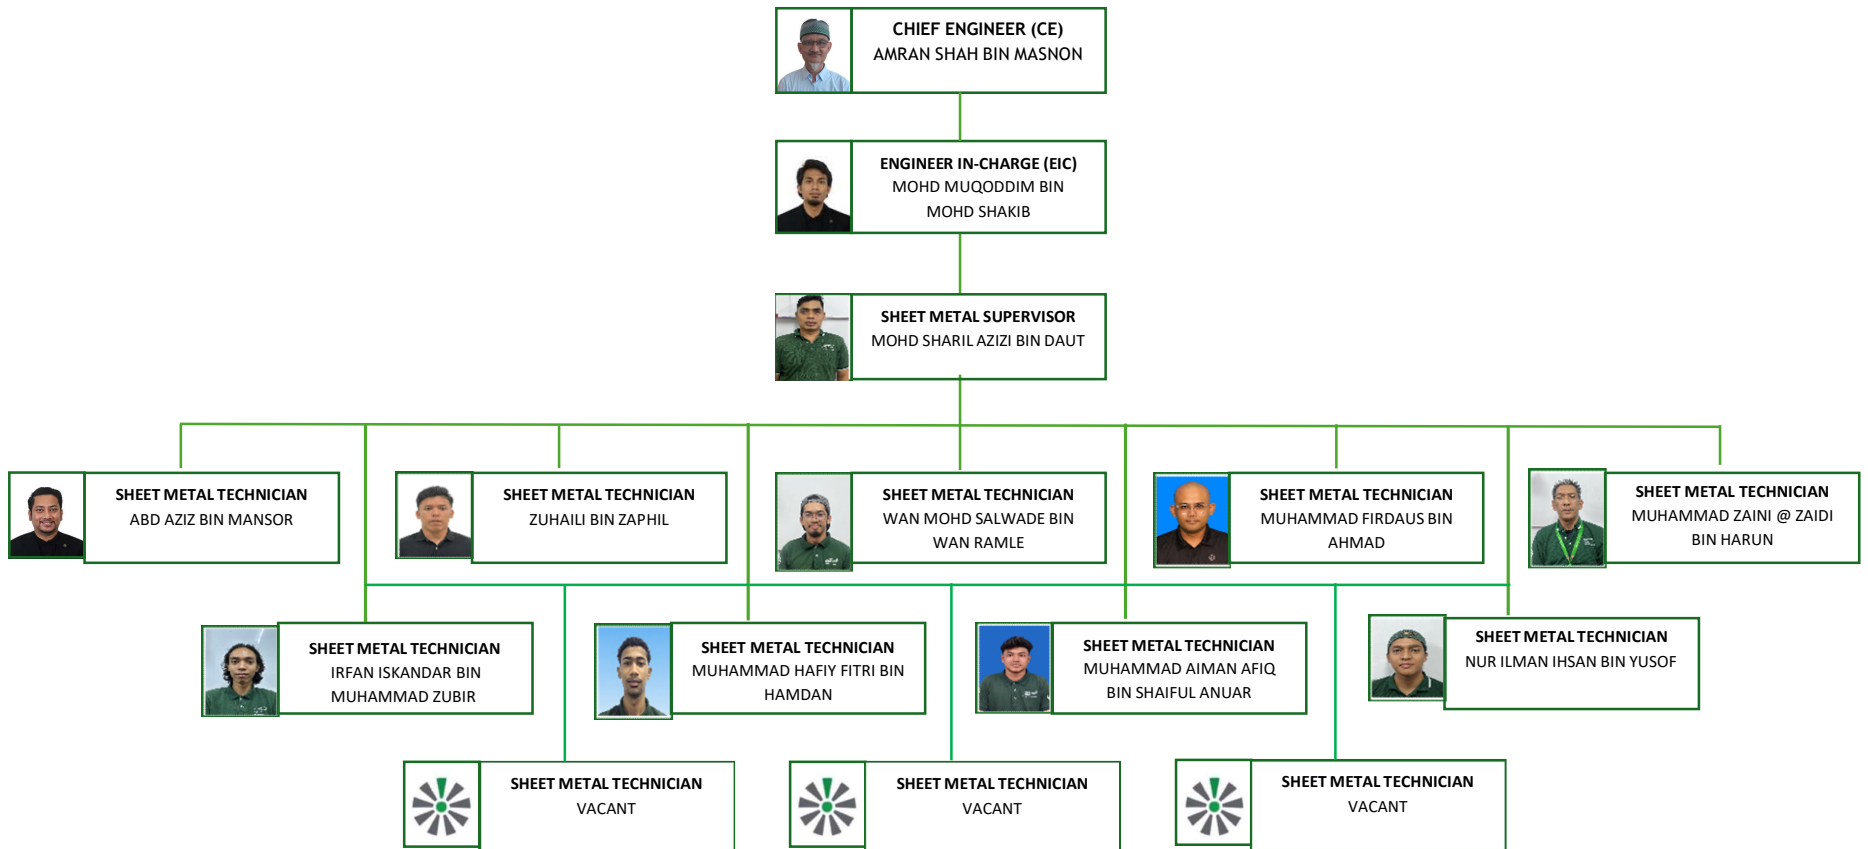 CHIEF ENGINEER (CE)
AMRAN SHAH BIN MASNON
ENGINEER IN-CHARGE (EIC)
MOHD MUQODDIM BIN
MOHD SHAKIB
SHEET METAL SUPERVISOR
MOHD SHARIL AZIZI BIN DAUT
SHEET METAL TECHNICIAN
ABD AZIZ BIN MANSOR
SHEET METAL TECHNICIAN
ZUHAILI BIN ZAPHIL
SHEET METAL TECHNICIAN
WAN MOHD SALWADE BIN
WAN RAMLE
SHEET METAL TECHNICIAN
MUHAMMAD FIRDAUS BIN
AHMAD
SHEET METAL TECHNICIAN
MUHAMMAD ZAINI @ ZAIDI
BIN HARUN
SHEET METAL TECHNICIAN
IRFAN ISKANDAR BIN
MUHAMMAD ZUBIR
SHEET METAL TECHNICIAN
MUHAMMAD HAFIY FITRI BIN
HAMDAN
SHEET METAL TECHNICIAN
MUHAMMAD AIMAN AFIQ
BIN SHAIFUL ANUAR
SHEET METAL TECHNICIAN
NUR ILMAN IHSAN BIN YUSOF
SHEET METAL TECHNICIAN
VACANT
SHEET METAL TECHNICIAN
VACANT
SHEET METAL TECHNICIAN
VACANT